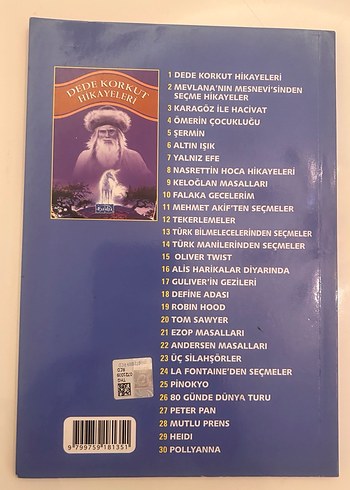 DEDE KORKUT
HİKAYELERİ
1 DEDE KORKUT HİKAYELERİ
2 MEVLANA'NIN MESNEVİ'SİNDEN
SEÇME HİKAYELER
3 KARAGÖZ İLE HACİVAT
4 ÖMERİN ÇOCUKLUĞU
5 ŞERMİN
6 ALTIN IŞIK
7 YALNIZ EFE
8 NASRETTİN HOCA HİKAYELERİ
9 KELOĞLAN MASALLARI
10 FALAKA GECELERİM
11 MEHMET AKİF'TEN SEÇMELER
12 TEKERLEMELER
13 TÜRK BİLMECELERİNDEN SEÇMELER
14 TÜRK MANİLERİNDEN SEÇMELER
15 OLIVER TWIST
16 ALİS HARİKALAR DİYARINDA
17 GULİVER'İN GEZİLERİ
18 DEFİNE ADASI
19 ROBIN HOOD
20 TOM SAWYER
21 EZOP MASALLARI
22 ANDERSEN MASALLARI
23 ÜÇ SİLAHŞÖRLER
24 LA FONTAINE'DEN SEÇMELER
25 PİNOKYO
26 80 GÜNDE DÜNYA TURU
27 PETER PAN
28 MUTLU PRENS
29 HEIDI
30 POLLYANNA
9799759181351